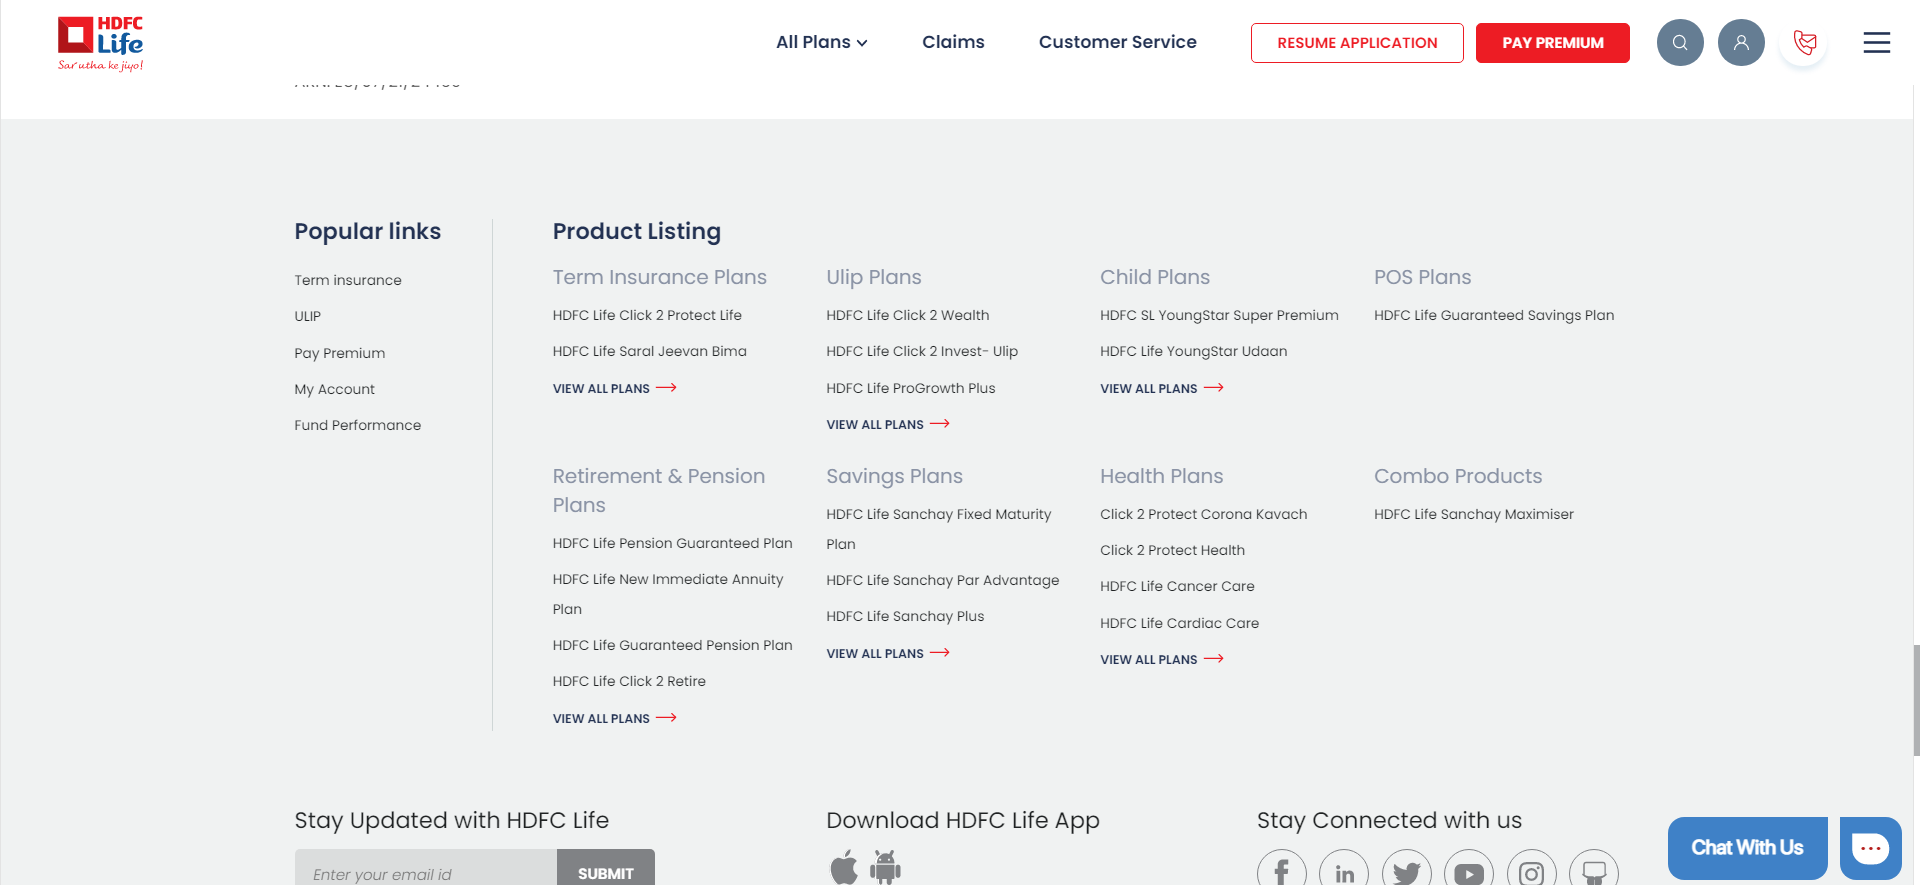 HDFC
Life
Sar utha ke jiyo!
All Plans
Claims
Customer Service
RESUME APPLICATION
PAY PREMIUM
Popular links
Term insurance
ULIP
Pay Premium
My Account
Fund Performance
Product Listing
Term Insurance Plans
HDFC Life Click 2 Protect Life
HDFC Life Saral Jeevan Bima
VIEW ALL PLANS
Ulip Plans
HDFC Life Click 2 Wealth
HDFC Life Click 2 Invest- Ulip
HDFC Life ProGrowth Plus
VIEW ALL PLANS
Child Plans
HDFC SL YoungStar Super Premium
HDFC Life YoungStar Udaan
VIEW ALL PLANS
POS Plans
HDFC Life Guaranteed Savings Plan
Retirement & Pension
Plans
HDFC Life Pension Guaranteed Plan
HDFC Life New Immediate Annuity
Plan
HDFC Life Guaranteed Pension Plan
HDFC Life Click 2 Retire
VIEW ALL PLANS
Savings Plans
HDFC Life Sanchay Fixed Maturity
Plan
HDFC Life Sanchay Par Advantage
HDFC Life Sanchay Plus
VIEW ALL PLANS
Health Plans
Click 2 Protect Corona Kavach
Click 2 Protect Health
HDFC Life Cancer Care
HDFC Life Cardiac Care
VIEW ALL PLANS
Combo Products
HDFC Life Sanchay Maximiser
Stay Updated with HDFC Life
Enter your email id
SUBMIT
Download HDFC Life App
Stay Connected with us
Chat With Us